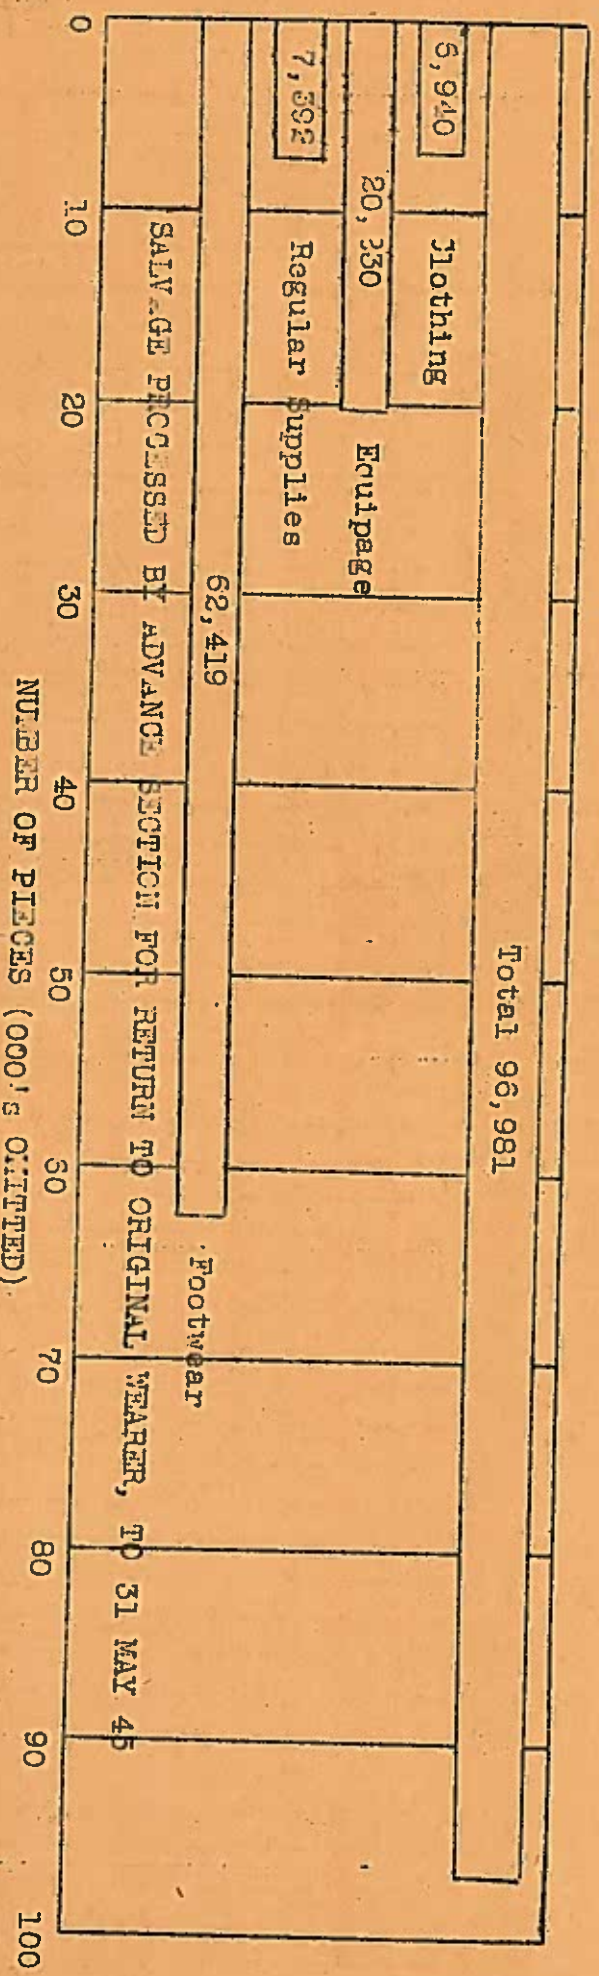 Total 96,981
6,940 Clothing
20,230 Equipage
7,392 Regular Supplies
62,419 Footwear
SALVAGE PROCESSED BY ADVANCE SECTION FOR RETURN TO ORIGINAL WEARER, TO 31 MAY 45
0 10 20 30 40 50 60 70 80 90 100
NUMBER OF PIECES (000's OMITTED)